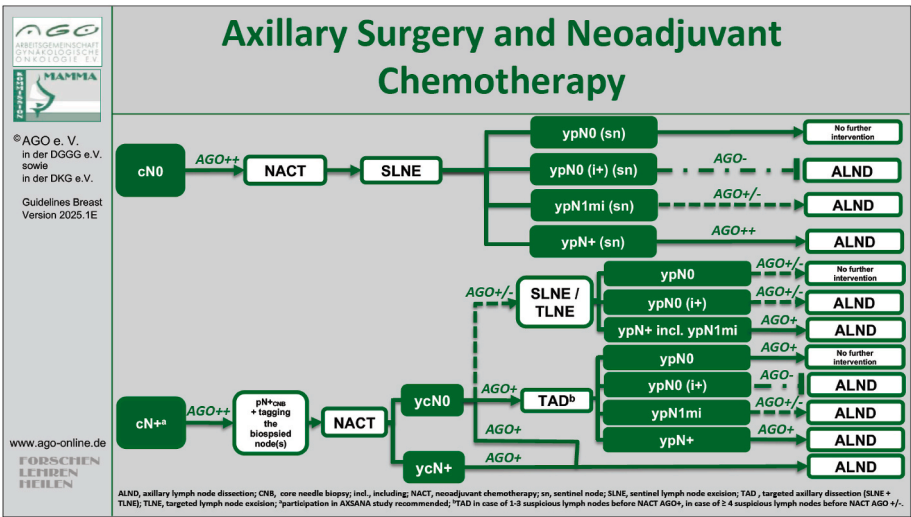 AGO
ARBEITSGEMEINSCHAFT
GYNÄKOLOGISCHE
ONKOLOGIE E.V.
KOMMISSION
MAMMA
© AGO e. V.
in der DGGG e.V.
sowie
in der DKG e.V.
Guidelines Breast
Version 2025.1E
www.ago-online.de
FORSCHEN
LEHREN
HEILEN
Axillary Surgery and Neoadjuvant
Chemotherapy
cN0
AGO++
NACT
SLNE
ypN0 (sn)
No further
intervention
ypN0 (i+) (sn)
AGO-
ALND
ypN1mi (sn)
AGO+/-
ALND
ypN+ (sn)
AGO++
ALND
cN+ᵃ
AGO++
pN+CNB
+ tagging
the
biospsied
node(s)
NACT
ycN0
AGO+/-
SLNE /
TLNE
ypN0
AGO+/-
No further
intervention
ypN0 (i+)
AGO+/-
ALND
ypN+ incl. ypN1mi
AGO+
ALND
AGO+
TADᵇ
ypN0
AGO+
No further
intervention
ypN0 (i+)
AGO-
ALND
ypN1mi
AGO+/-
ALND
ypN+
AGO+
ALND
AGO+
ycN+
AGO+
ALND
ALND, axillary lymph node dissection; CNB, core needle biopsy; incl., including; NACT, neoadjuvant chemotherapy; sn, sentinel node; SLNE, sentinel lymph node exicision; TAD , targeted axillary dissection (SLNE +
TLNE); TLNE, targeted lymph node excision; ᵃparticipation in AXSANA study recommended; ᵇTAD in case of 1-3 suspicious lymph nodes before NACT AGO+, in case of ≥ 4 suspicious lymph nodes before NACT AGO +/-.